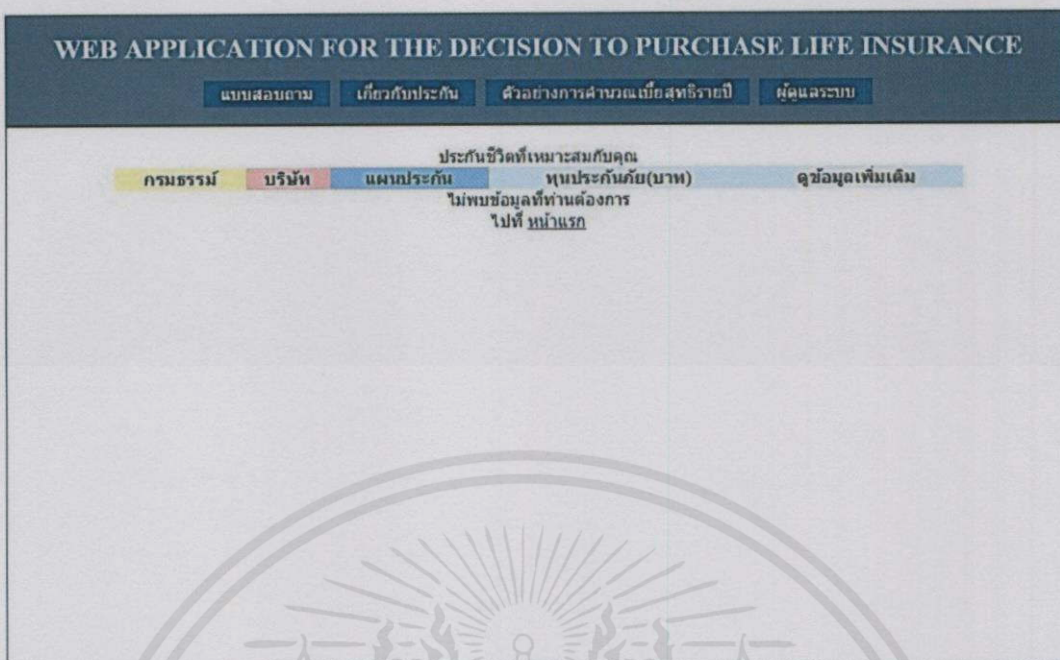 WEB APPLICATION FOR THE DECISION TO PURCHASE LIFE INSURANCE
แบบสอบถาม เกี่ยวกับประกัน ตัวอย่างการคำนวณเบี้ยสุทธิรายปี ผู้ดูแลระบบ
ประกันชีวิตที่เหมาะสมกับคุณ
กรมธรรม์ บริษัท แผนประกัน ทุนประกันภัย(บาท) ดูข้อมูลเพิ่มเติม
ไม่พบข้อมูลที่ท่านต้องการ
ไปที่ หน้าแรก